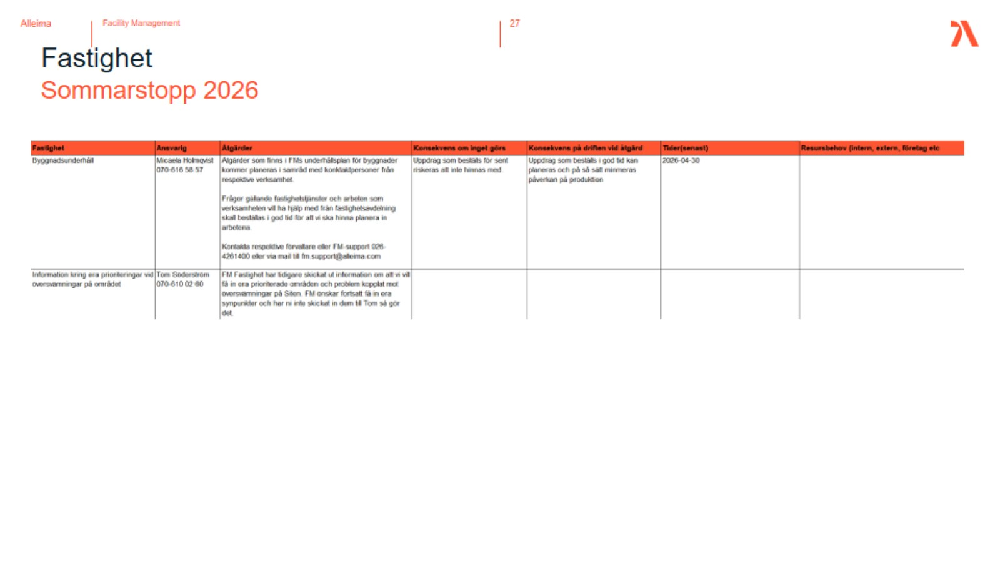 Alleima
Facility Management
27
Fastighet
Sommarstopp 2026
Fastighet
Ansvarig
Åtgärder
Konsekvens om inget görs
Konsekvens på driften vid åtgärd
Tider(senast)
Resursbehov (intern, extern, företag etc
Byggnadsunderhåll
Micaela Holmqvist
070-616 58 57
Åtgärder som finns i FMs underhållsplan för byggnader
kommer planeras i samråd med konktaktpersoner från
respektive verksamhet.
Frågor gällande fastighetstjänster och arbeten som
verksamheten vill ha hjälp med från fastighetsavdelning
skall beställas i god tid för att vi ska hinna planera in
arbetena.
Kontakta respektive förvaltare eller FM-support 026-
4261400 eller via mail till fm.support@alleima.com
Uppdrag som beställs för sent
riskeras att inte hinnas med.
Uppdrag som beställs i god tid kan
planeras och på så sätt minmeras
påverkan på produktion
2026-04-30
Information kring era prioriteringar vid
översvämningar på området
Tom Söderström
070-610 02 60
FM Fastighet har tidigare skickat ut information om att vi vill
få in era prioriterade områden och problem kopplat mot
översvämningar på Siten. FM önskar fortsatt få in era
synpunkter och har ni inte skickat in dem till Tom så gör
det.